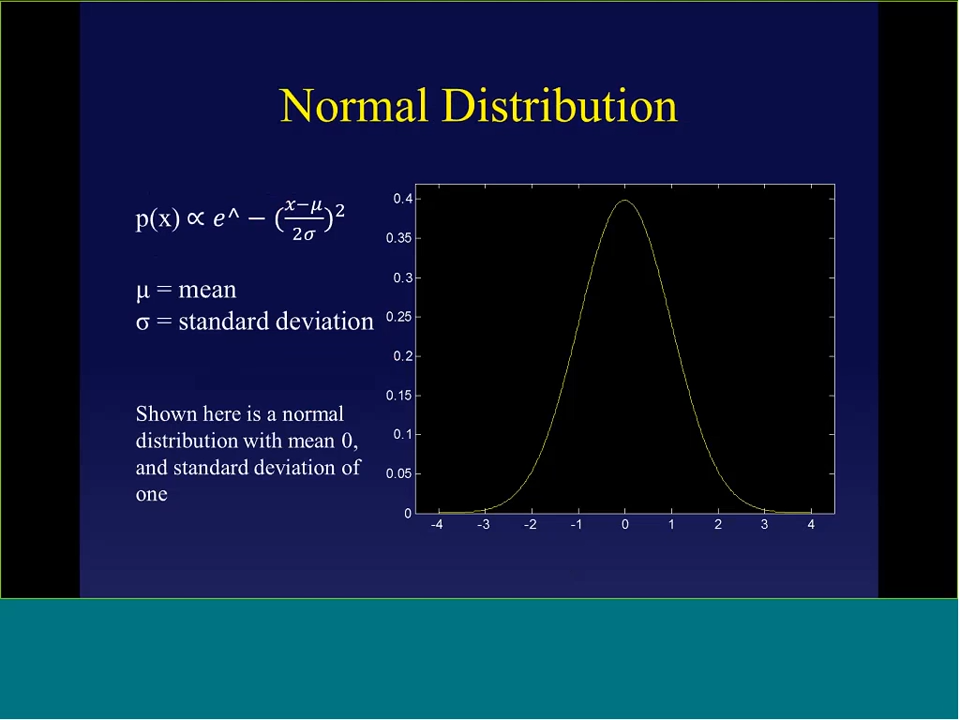 Normal Distribution
p(x) ∝ e^ − (x−μ/2σ)²
μ = mean
σ = standard deviation
Shown here is a normal
distribution with mean 0,
and standard deviation of
one
0.4
0.35
0.3
0.25
0.2
0.15
0.1
0.05
0
-4 -3 -2 -1 0 1 2 3 4